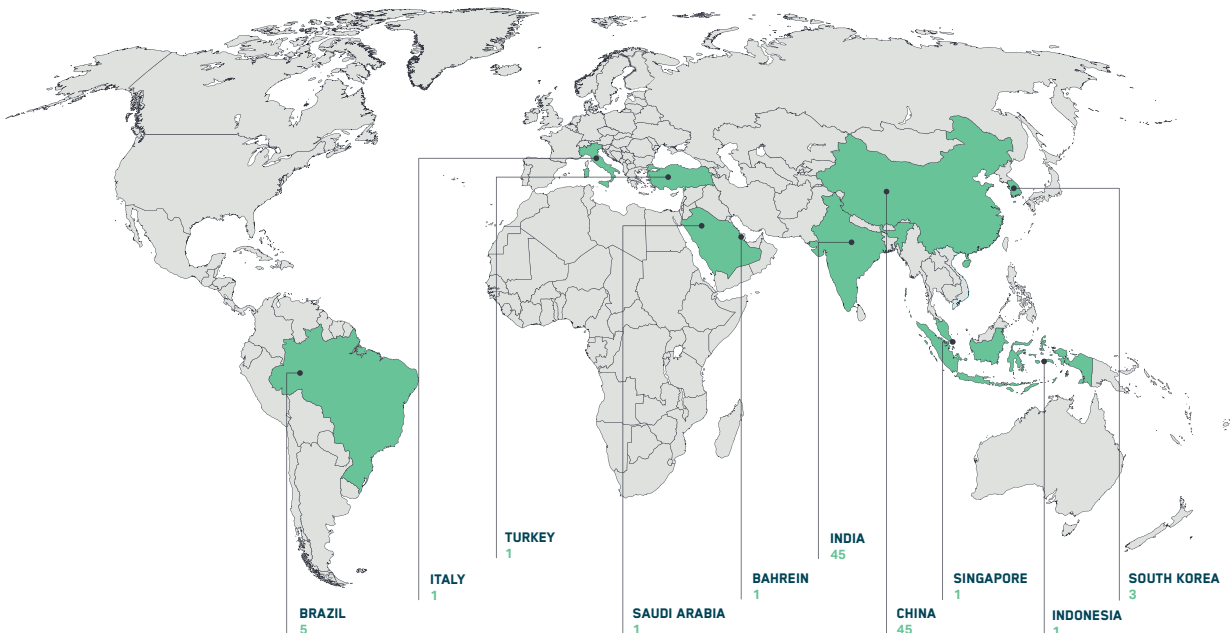 TURKEY
1
INDIA
45
ITALY
1
BAHREIN
1
SINGAPORE
1
SOUTH KOREA
3
BRAZIL
5
SAUDI ARABIA
1
CHINA
45
INDONESIA
1